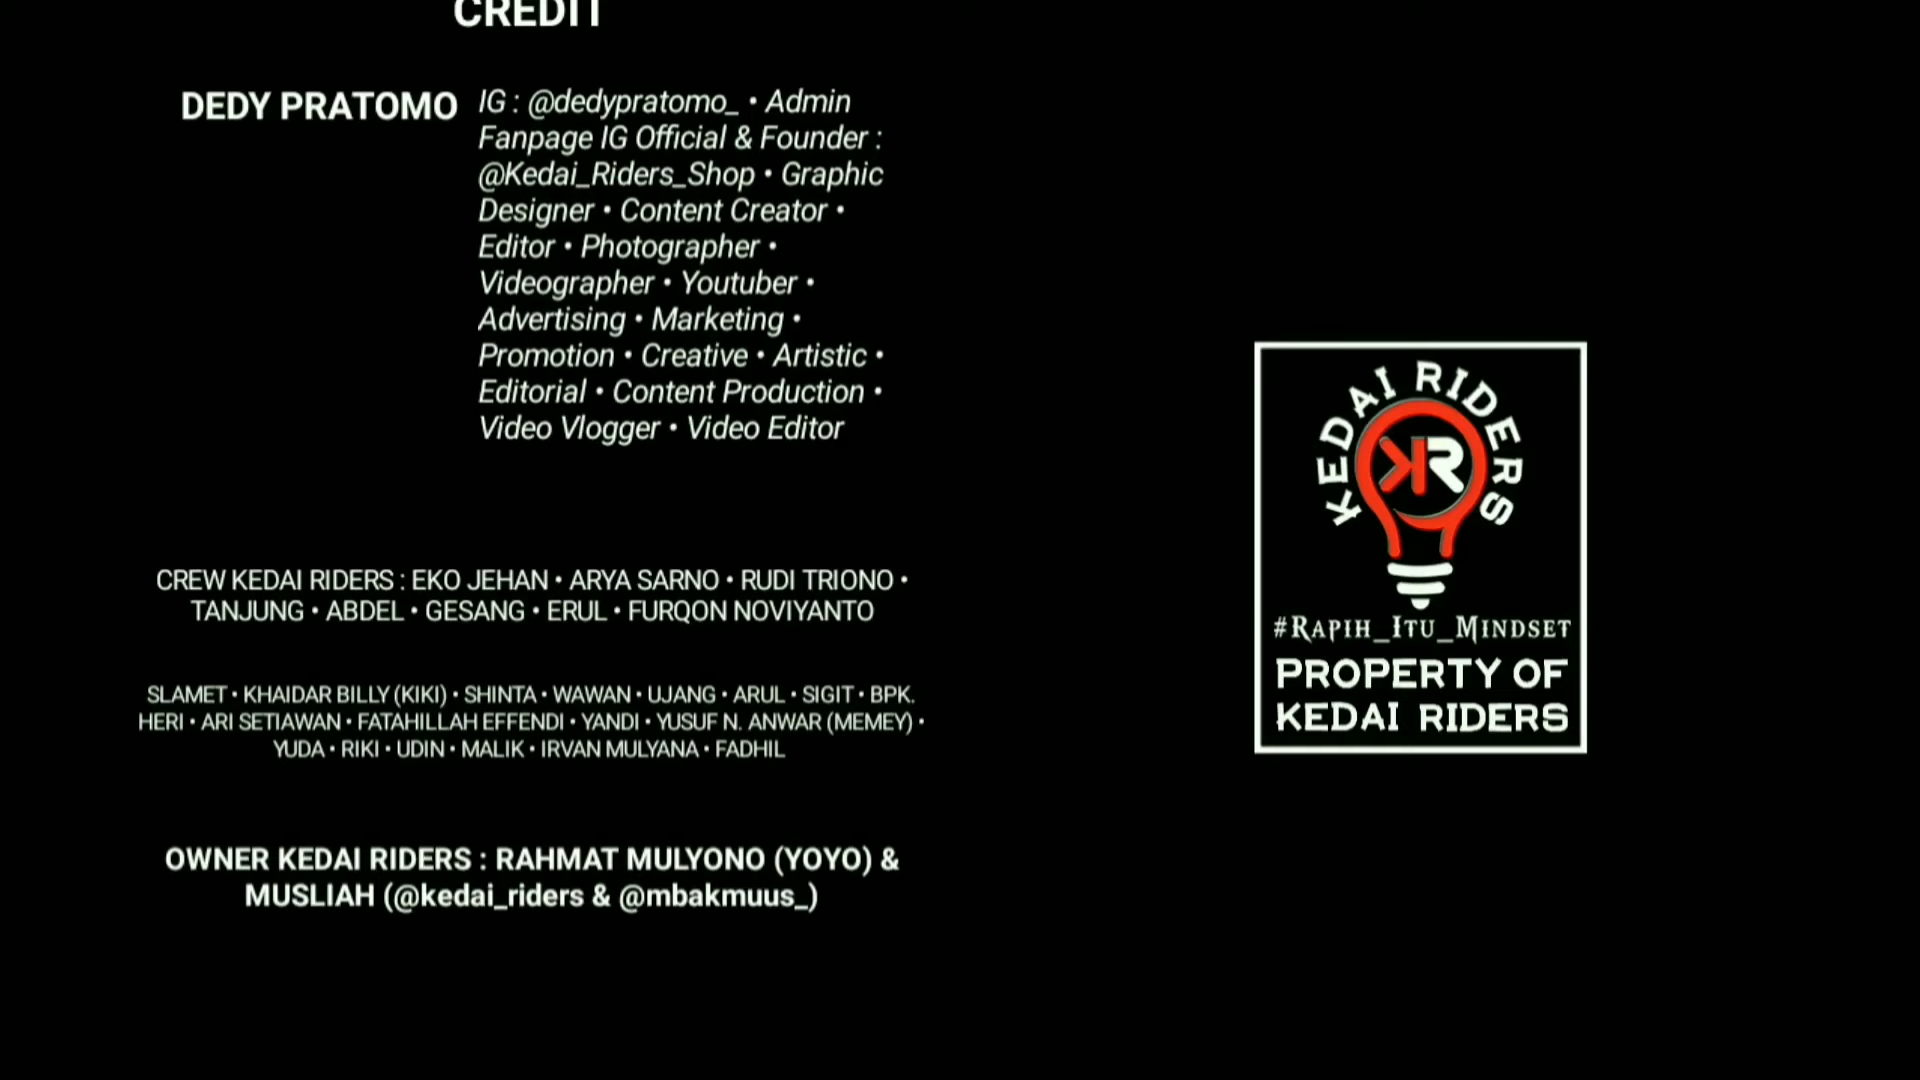 CREDIT
DEDY PRATOMO
IG : @dedypratomo_ • Admin
Fanpage IG Official & Founder :
@Kedai_Riders_Shop • Graphic
Designer • Content Creator •
Editor • Photographer •
Videographer • Youtuber •
Advertising • Marketing •
Promotion • Creative • Artistic •
Editorial • Content Production •
Video Vlogger • Video Editor
CREW KEDAI RIDERS : EKO JEHAN • ARYA SARNO • RUDI TRIONO •
TANJUNG • ABDEL • GESANG • ERUL • FURQON NOVIYANTO
SLAMET • KHAIDAR BILLY (KIKI) • SHINTA • WAWAN • UJANG • ARUL • SIGIT • BPK.
HERI • ARI SETIAWAN • FATAHILLAH EFFENDI • YANDI • YUSUF N. ANWAR (MEMEY) •
YUDA • RIKI • UDIN • MALIK • IRVAN MULYANA • FADHIL
OWNER KEDAI RIDERS : RAHMAT MULYONO (YOYO) &
MUSLIAH (@kedai_riders & @mbakmuus_)
KEDAI RIDERS
KR
#RAPIH_ITU_MINDSET
PROPERTY OF
KEDAI RIDERS